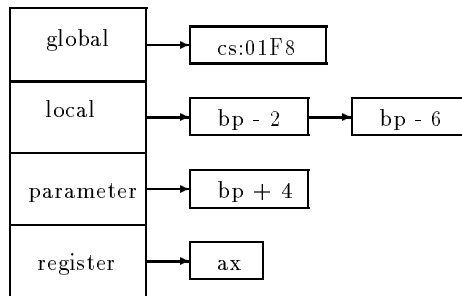 global
cs:01F8
local
bp - 2
bp - 6
parameter
bp + 4
register
ax